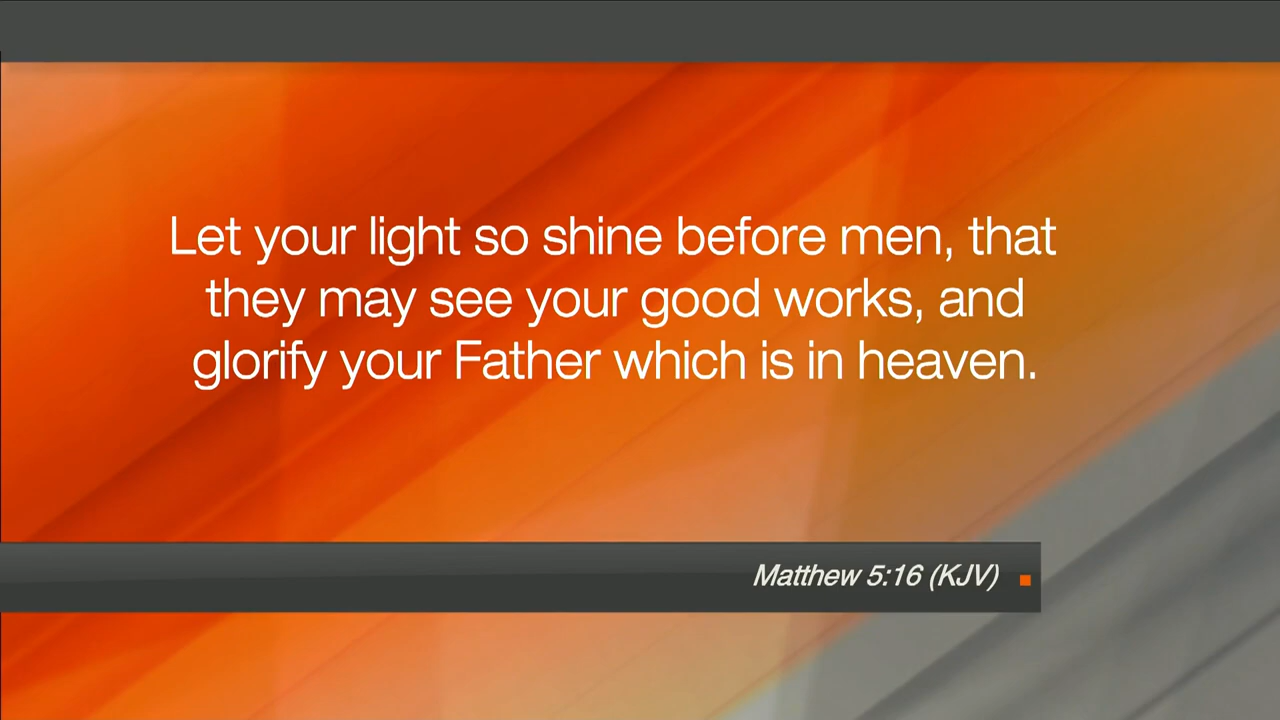 Let your light so shine before men, that
they may see your good works, and
glorify your Father which is in heaven.
Matthew 5:16 (KJV)